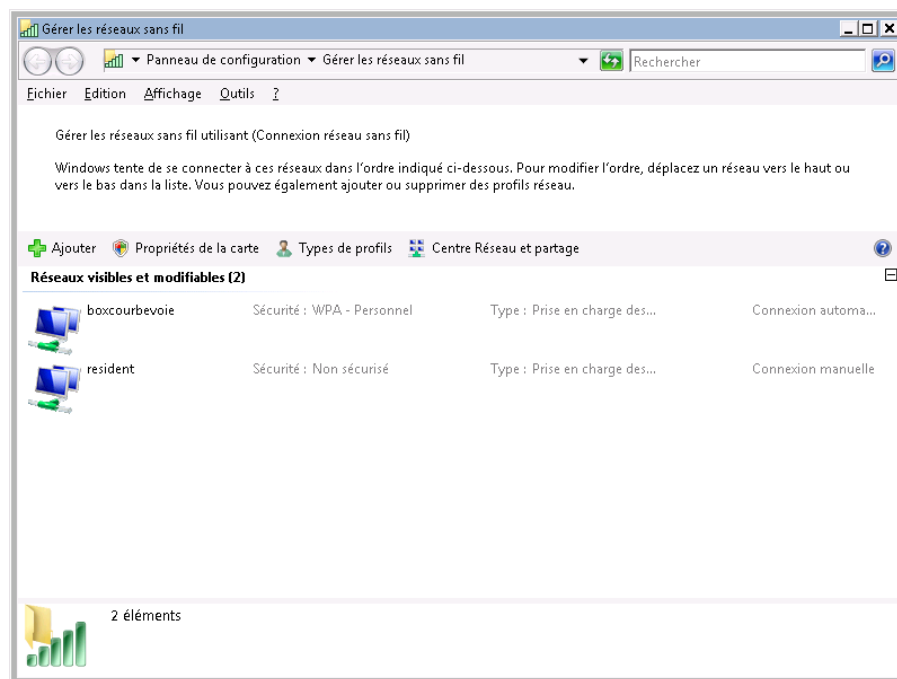 Gérer les réseaux sans fil
Panneau de configuration Gérer les réseaux sans fil Rechercher
Fichier Edition Affichage Outils ?
Gérer les réseaux sans fil utilisant (Connexion réseau sans fil)
Windows tente de se connecter à ces réseaux dans l'ordre indiqué ci-dessous. Pour modifier l'ordre, déplacez un réseau vers le haut ou
vers le bas dans la liste. Vous pouvez également ajouter ou supprimer des profils réseau.
Ajouter Propriétés de la carte Types de profils Centre Réseau et partage ?
Réseaux visibles et modifiables (2)
boxcourbevoie Sécurité : WPA - Personnel Type : Prise en charge des... Connexion automa...
resident Sécurité : Non sécurisé Type : Prise en charge des... Connexion manuelle
2 éléments